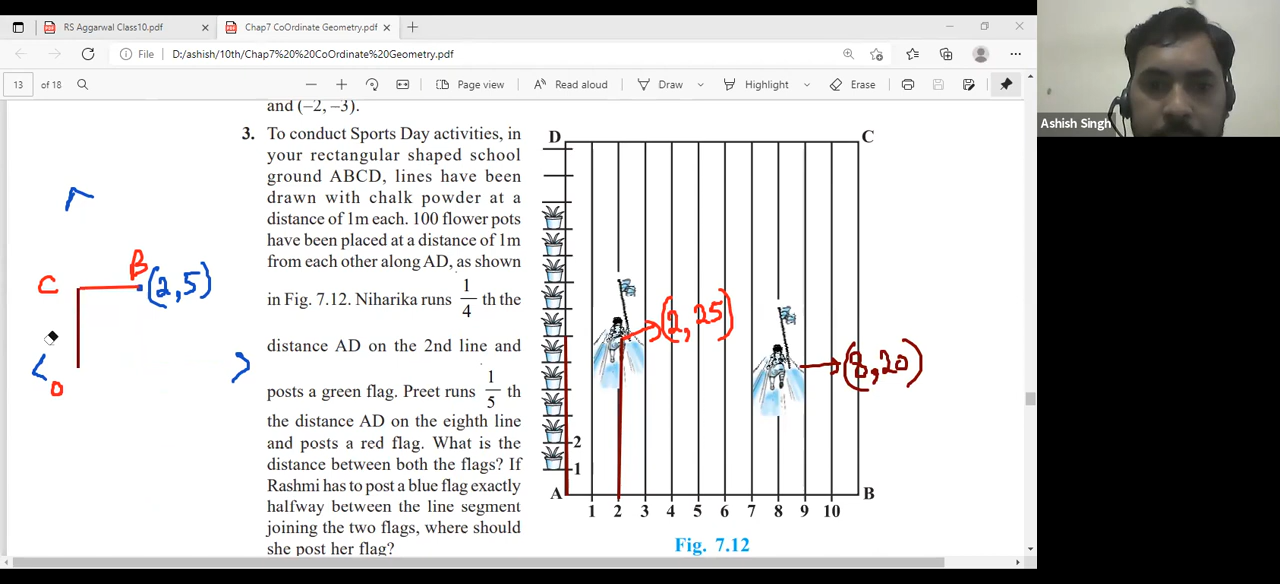 RS Aggarwal Class10.pdf
Chap7 CoOrdinate Geometry.pdf
File D:/ashish/10th/Chap7%20%20CoOrdinate%20Geometry.pdf
13 of 18 Page view Read aloud Draw Highlight Erase
Ashish Singh
and (–2, –3).
3. To conduct Sports Day activities, in
your rectangular shaped school
ground ABCD, lines have been
drawn with chalk powder at a
distance of 1m each. 100 flower pots
have been placed at a distance of 1m
from each other along AD, as shown
in Fig. 7.12. Niharika runs 1/4 th the
distance AD on the 2nd line and
posts a green flag. Preet runs 1/5 th
the distance AD on the eighth line
and posts a red flag. What is the
distance between both the flags? If
Rashmi has to post a blue flag exactly
halfway between the line segment
joining the two flags, where should
she post her flag?
C B (2,5)
O
D C
(2,25)
(8,20)
2
1
A B
1 2 3 4 5 6 7 8 9 10
Fig. 7.12